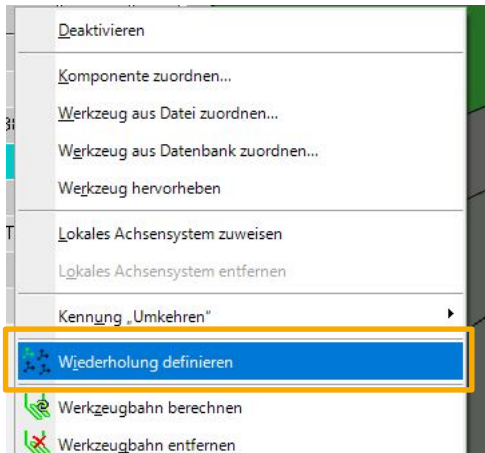 Deaktivieren
Komponente zuordnen...
Werkzeug aus Datei zuordnen...
Werkzeug aus Datenbank zuordnen...
Werkzeug hervorheben
Lokales Achsensystem zuweisen
Lokales Achsensystem entfernen
Kennung „Umkehren"
Wiederholung definieren
Werkzeugbahn berechnen
Werkzeugbahn entfernen